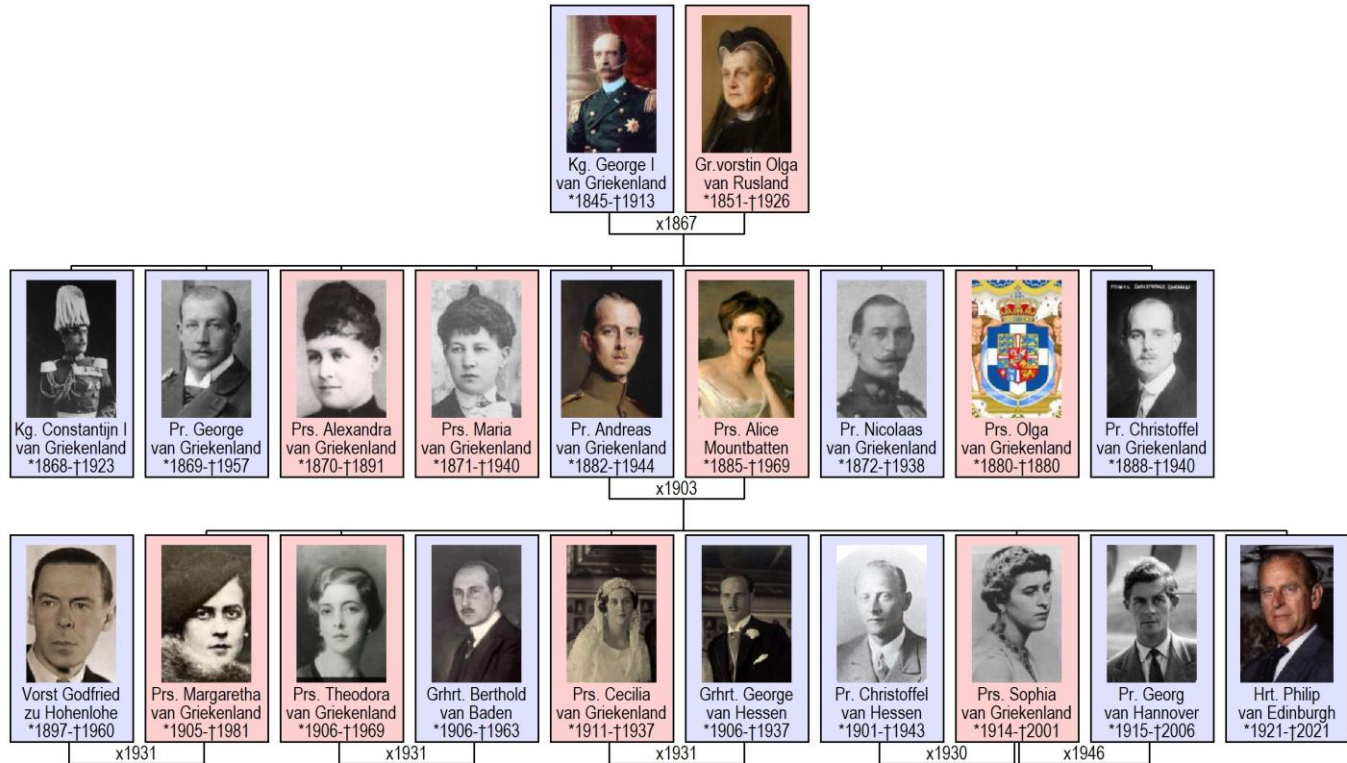 Kg. George I
van Griekenland
*1845-†1913
Gr.vorstin Olga
van Rusland
*1851-†1926
x1867
Kg. Constantijn I
van Griekenland
*1868-†1923
Pr. George
van Griekenland
*1869-†1957
Prs. Alexandra
van Griekenland
*1870-†1891
Prs. Maria
van Griekenland
*1871-†1940
Pr. Andreas
van Griekenland
*1882-†1944
Prs. Alice
Mountbatten
*1885-†1969
Pr. Nicolaas
van Griekenland
*1872-†1938
Prs. Olga
van Griekenland
*1880-†1880
Pr. Christoffel
van Griekenland
*1888-†1940
x1903
Vorst Godfried
zu Hohenlohe
*1897-†1960
Prs. Margaretha
van Griekenland
*1905-†1981
Prs. Theodora
van Griekenland
*1906-†1969
Grhrt. Berthold
van Baden
*1906-†1963
Prs. Cecilia
van Griekenland
*1911-†1937
Grhrt. George
van Hessen
*1906-†1937
Pr. Christoffel
van Hessen
*1901-†1943
Prs. Sophia
van Griekenland
*1914-†2001
Pr. Georg
van Hannover
*1915-†2006
Hrt. Philip
van Edinburgh
*1921-†2021
x1931
x1931
x1931
x1930
x1946